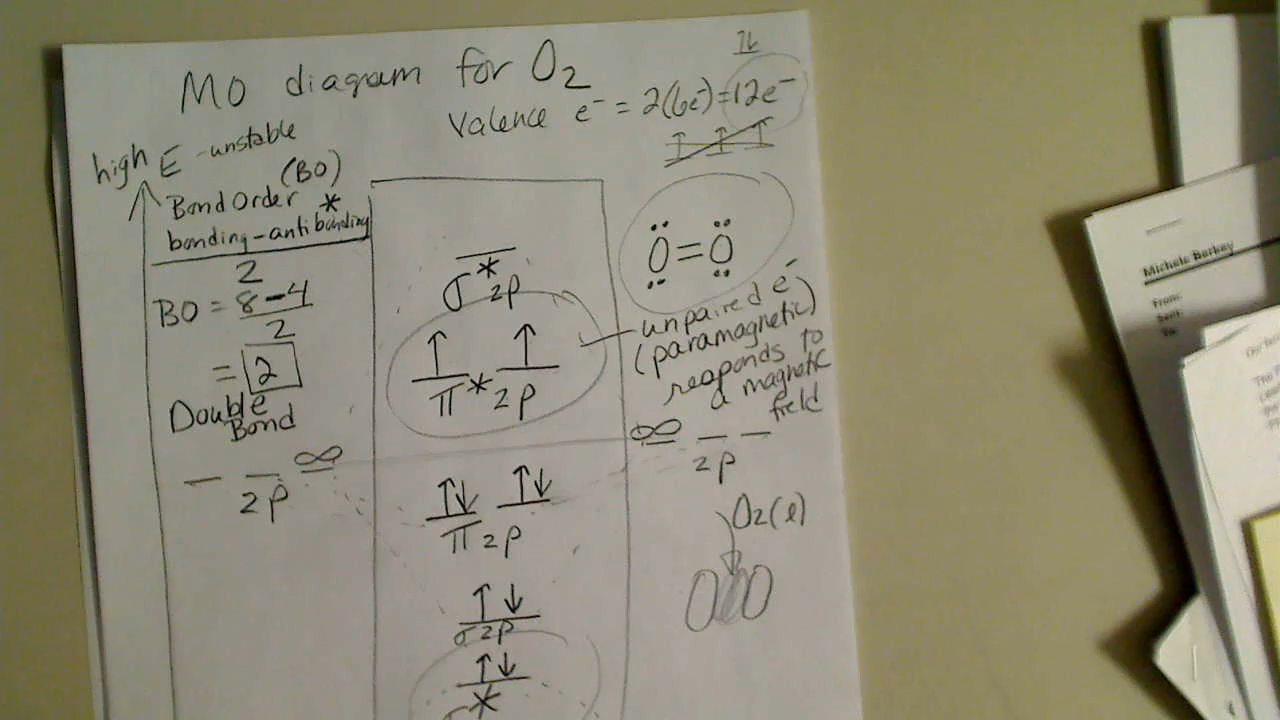 MO diagram for O2
Valence e⁻ = 2(6e⁻)=12e⁻
high E - unstable
Bond Order (BO)
bonding - antibonding *
2
BO = 8-4
2
= 2
Double
Bond
σ* 2p
π* 2p
O=O
unpaired e⁻
(paramagnetic)
responds to
a magnetic
field
2p
2p
π 2p
O2(l)
σ2p
*
Michele Berkey
From:
Sent:
To: